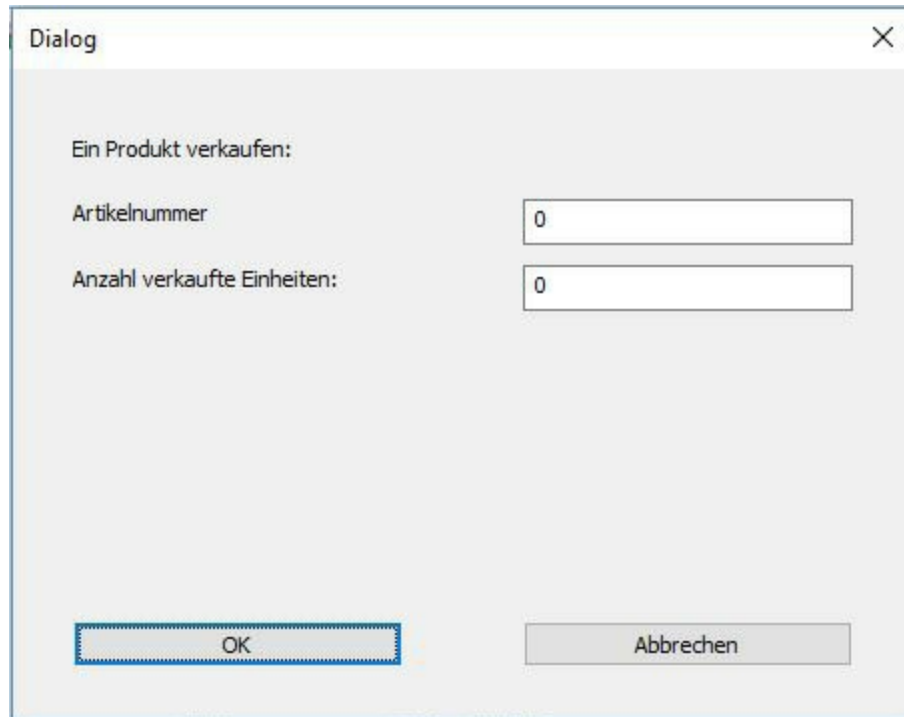 Dialog
Ein Produkt verkaufen:
Artikelnummer
0
Anzahl verkaufte Einheiten:
0
OK
Abbrechen